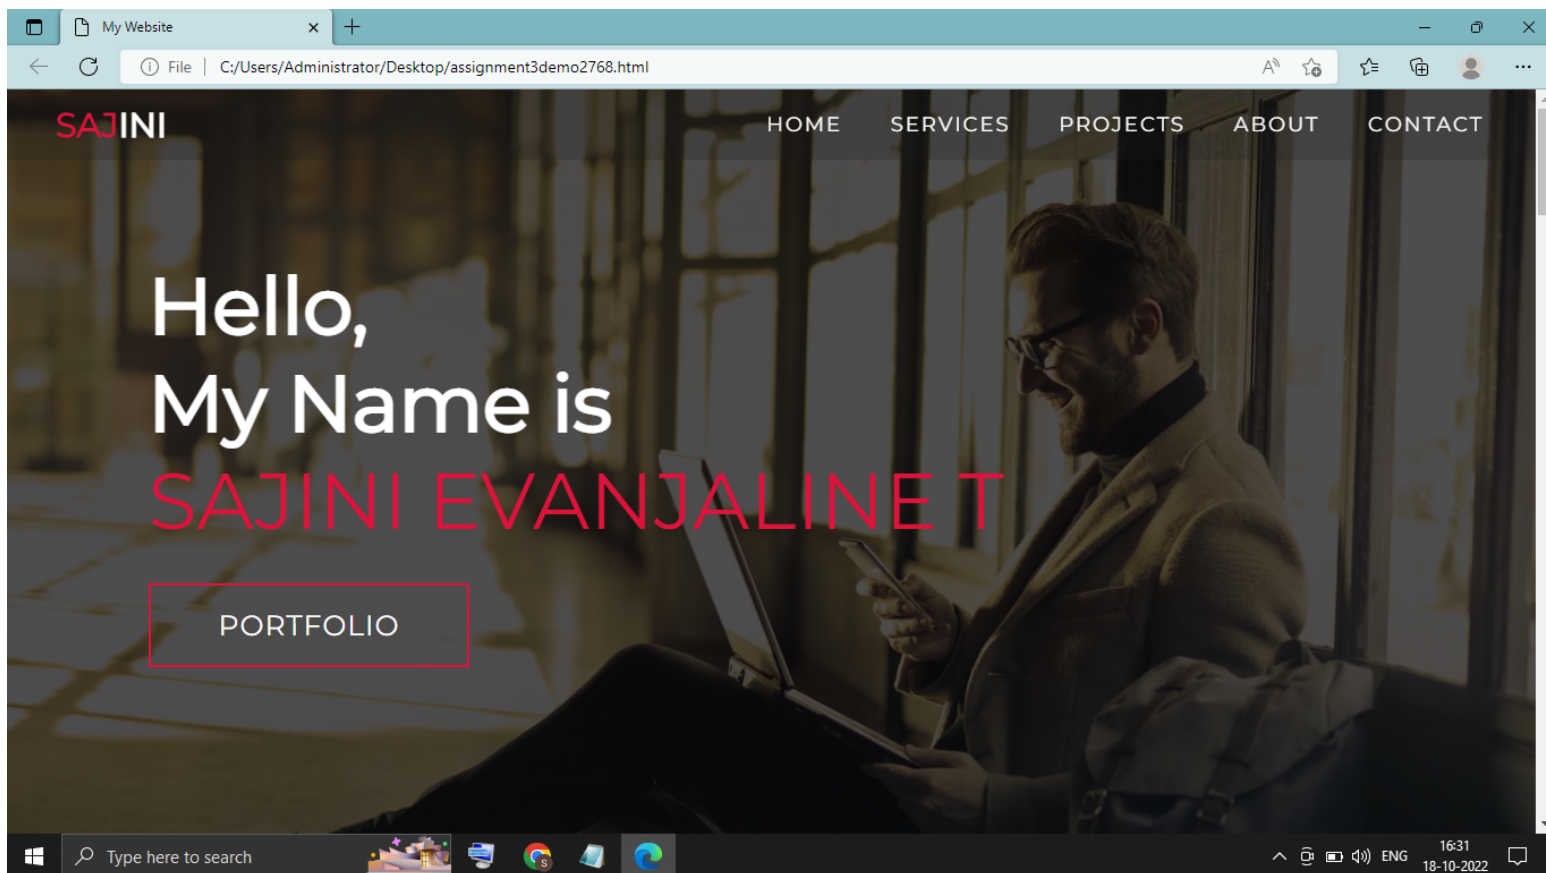 My Website
File | C:/Users/Administrator/Desktop/assignment3demo2768.html
SAJINI
HOME SERVICES PROJECTS ABOUT CONTACT
Hello,
My Name is
SAJINI EVANJALINE T
PORTFOLIO
Type here to search
ENG
16:31
18-10-2022